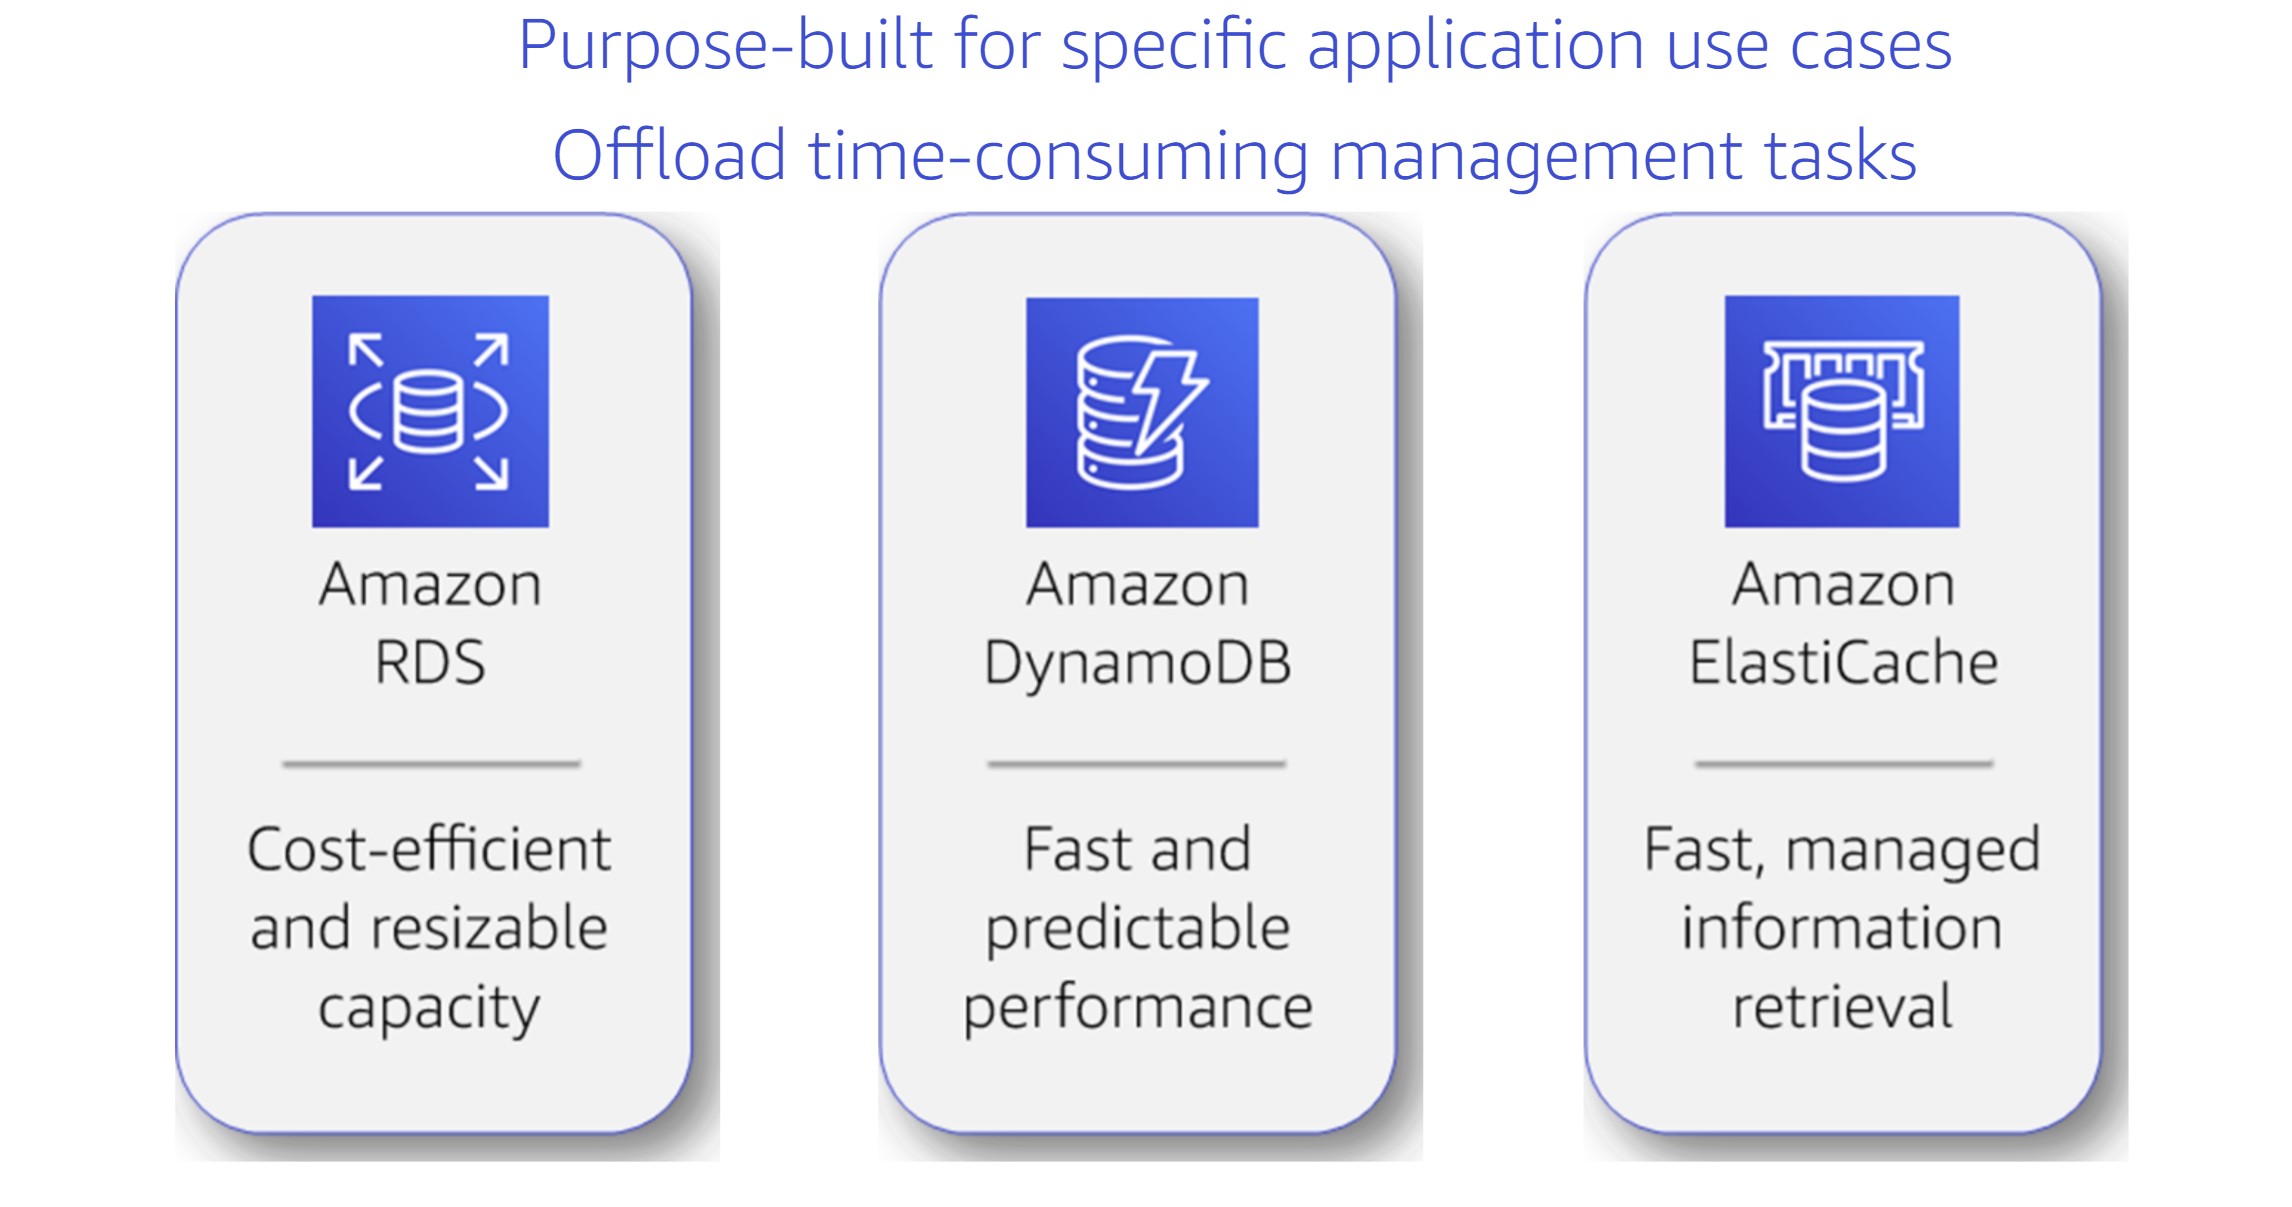 Purpose-built for specific application use cases
Offload time-consuming management tasks
Amazon
RDS
Cost-efficient
and resizable
capacity
Amazon
DynamoDB
Fast and
predictable
performance
Amazon
ElastiCache
Fast, managed
information
retrieval